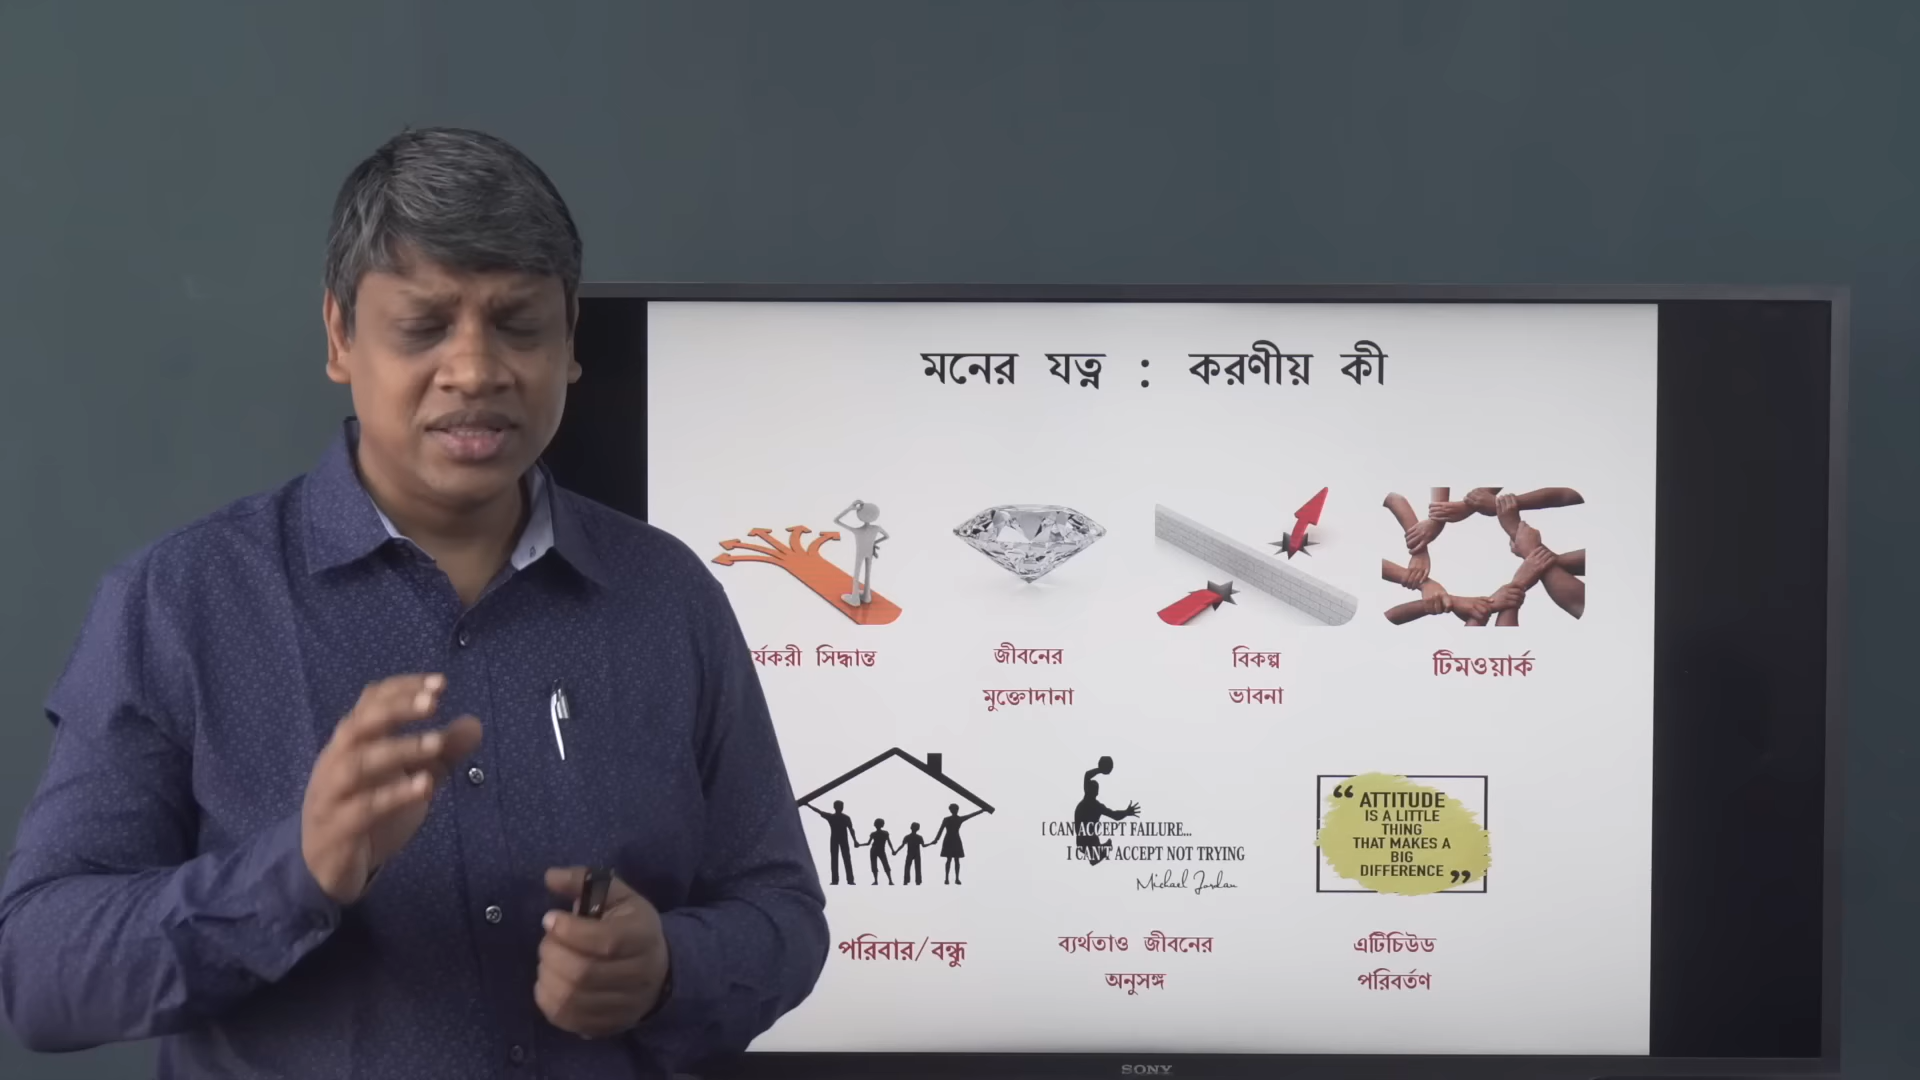 মনের যত্ন : করণীয় কী
র্যকরী সিদ্ধান্ত
জীবনের
মুক্তোদানা
বিকল্প
ভাবনা
টিমওয়ার্ক
I CAN ACCEPT FAILURE...
I CAN'T ACCEPT NOT TRYING
Michael Jordan
“ ATTITUDE
IS A LITTLE
THING
THAT MAKES A
BIG
DIFFERENCE ”
পরিবার/বন্ধু
ব্যর্থতাও জীবনের
অনুসঙ্গ
এটিচিউড
পরিবর্তণ
SONY